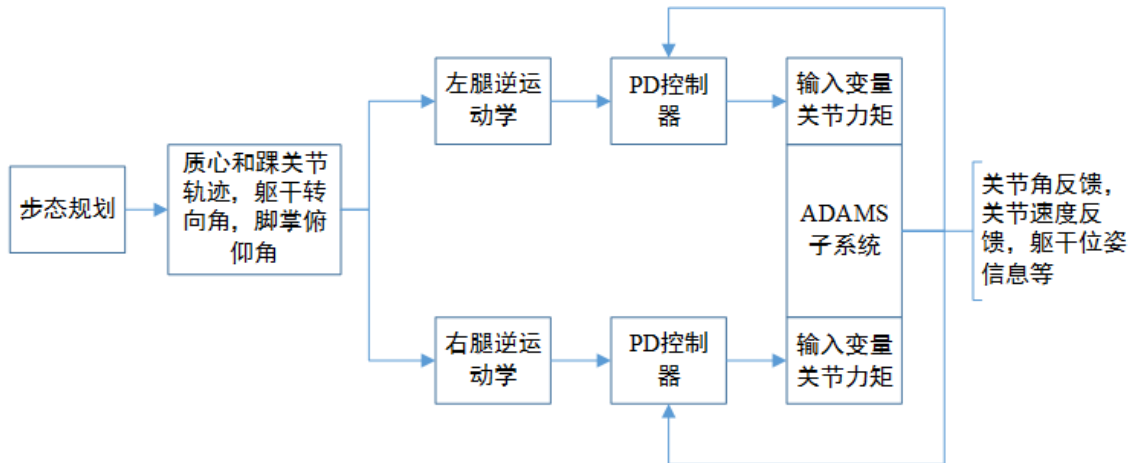 步态规划
质心和踝关节
轨迹，躯干转
向角，脚掌俯
仰角
左腿逆运
动学
PD控制
器
输入变量
关节力矩
ADAMS
子系统
右腿逆运
动学
PD控制
器
输入变量
关节力矩
关节角反馈，
关节速度反
馈，躯干位姿
信息等